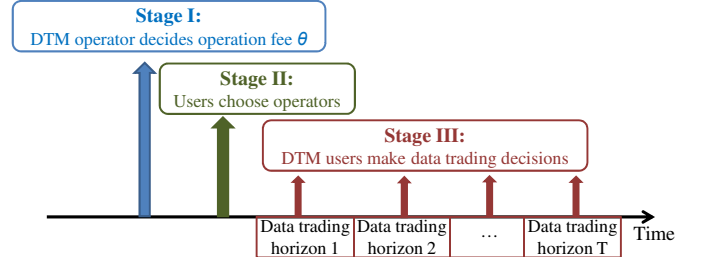 Stage I:
DTM operator decides operation fee θ
Stage II:
Users choose operators
Stage III:
DTM users make data trading decisions
Data trading
horizon 1
Data trading
horizon 2
...
Data trading
horizon T
Time